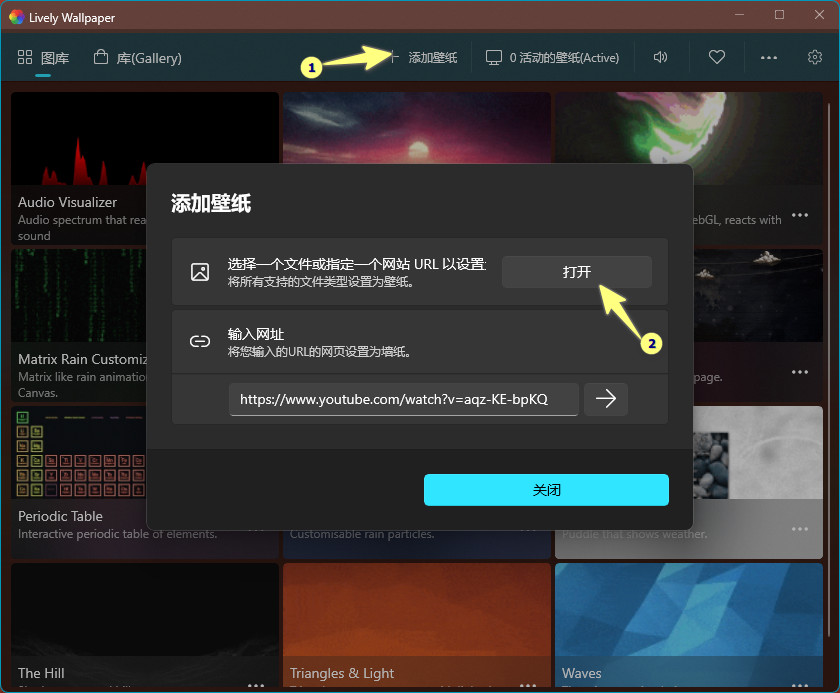 Lively Wallpaper
图库
库(Gallery)
1
添加壁纸
0 活动的壁纸(Active)
Audio Visualizer
Audio spectrum that rea
sound
ebGL, reacts with
添加壁纸
选择一个文件或指定一个网站 URL 以设置
将所有支持的文件类型设置为壁纸。
打开
2
输入网址
将您输入的URL的网页设置为墙纸。
https://www.youtube.com/watch?v=aqz-KE-bpKQ
关闭
Matrix Rain Customiz
Matrix like rain animatio
Canvas.
page.
Periodic Table
Interactive periodic table of elements.
Customisable rain particles.
Puddle that shows weather.
The Hill
Triangles & Light
Waves